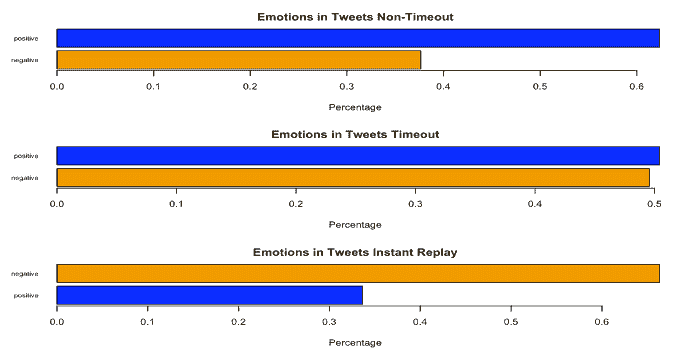 Emotions in Tweets Non-Timeout
positive
negative
0.0 0.1 0.2 0.3 0.4 0.5 0.6
Percentage
Emotions in Tweets Timeout
positive
negative
0.0 0.1 0.2 0.3 0.4 0.5
Percentage
Emotions in Tweets Instant Replay
negative
positive
0.0 0.1 0.2 0.3 0.4 0.5 0.6
Percentage